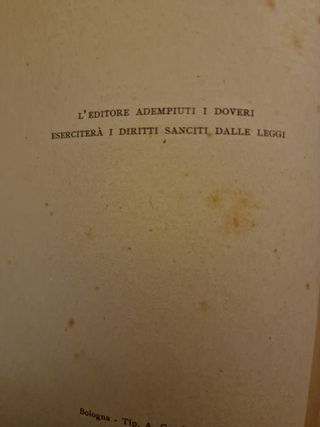 L'EDITORE ADEMPIUTI I DOVERI
ESERCITERÀ I DIRITTI SANCITI DALLE LEGGI
Bologna - Tip. A.